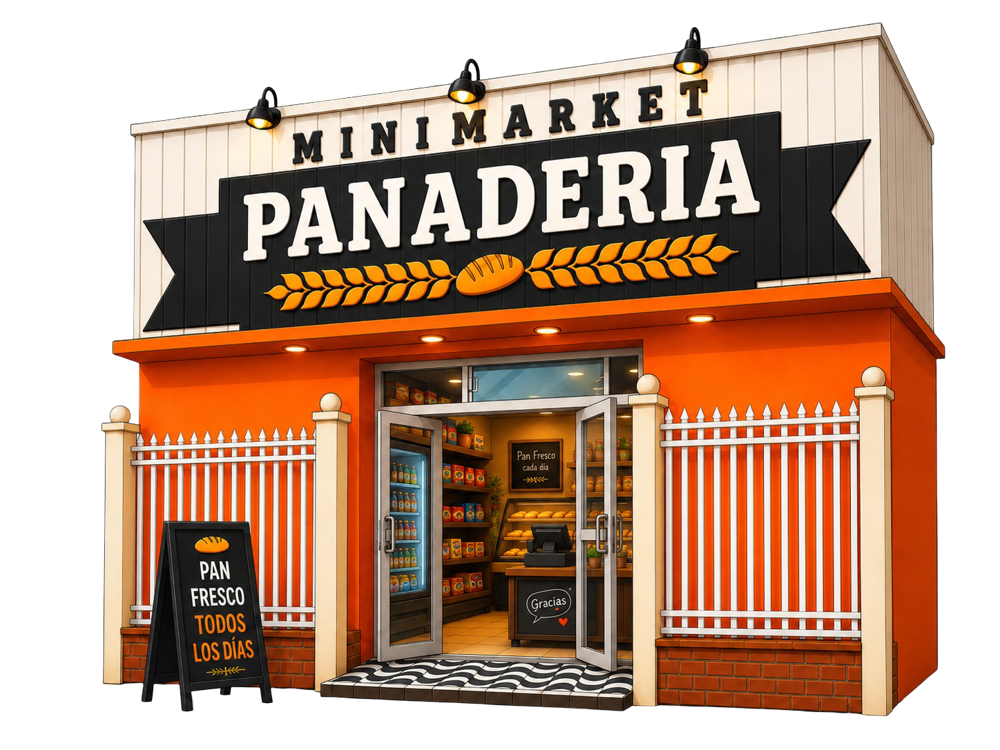 MINIMARKET
PANADERIA
Pan Fresco
cada día
Gracias
PAN
FRESCO
TODOS
LOS DÍAS